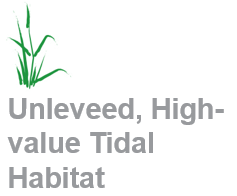 Unleveed, High-
value Tidal
Habitat